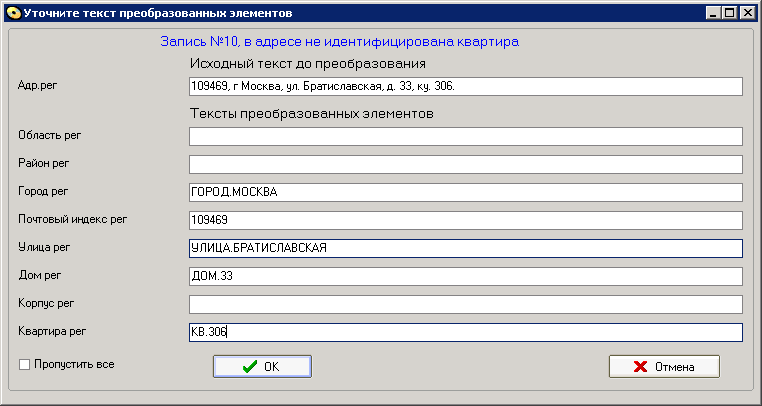 Уточните текст преобразованных элементов
Запись №10, в адресе не идентифицирована квартира
Исходный текст до преобразования
Адр.рег 109469, г Москва, ул. Братиславская, д. 33, ку. 306.
Тексты преобразованных элементов
Область рег
Район рег
Город рег ГОРОД.МОСКВА
Почтовый индекс рег 109469
Улица рег УЛИЦА.БРАТИСЛАВСКАЯ
Дом рег ДОМ.33
Корпус рег
Квартира рег КВ.306
Пропустить все OK Отмена